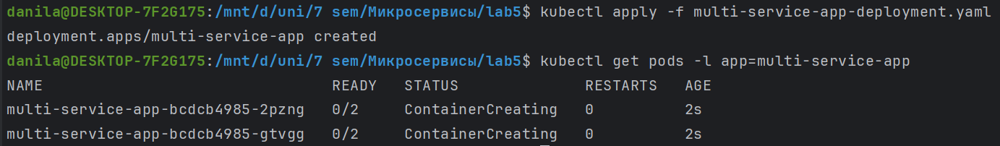 danila@DESKTOP-7F2G175:/mnt/d/uni/7 sem/Микросервисы/lab5$ kubectl apply -f multi-service-app-deployment.yaml
deployment.apps/multi-service-app created
danila@DESKTOP-7F2G175:/mnt/d/uni/7 sem/Микросервисы/lab5$ kubectl get pods -l app=multi-service-app
NAME                                READY   STATUS              RESTARTS   AGE
multi-service-app-bcdcb4985-2pzng   0/2     ContainerCreating   0          2s
multi-service-app-bcdcb4985-gtvgg   0/2     ContainerCreating   0          2s